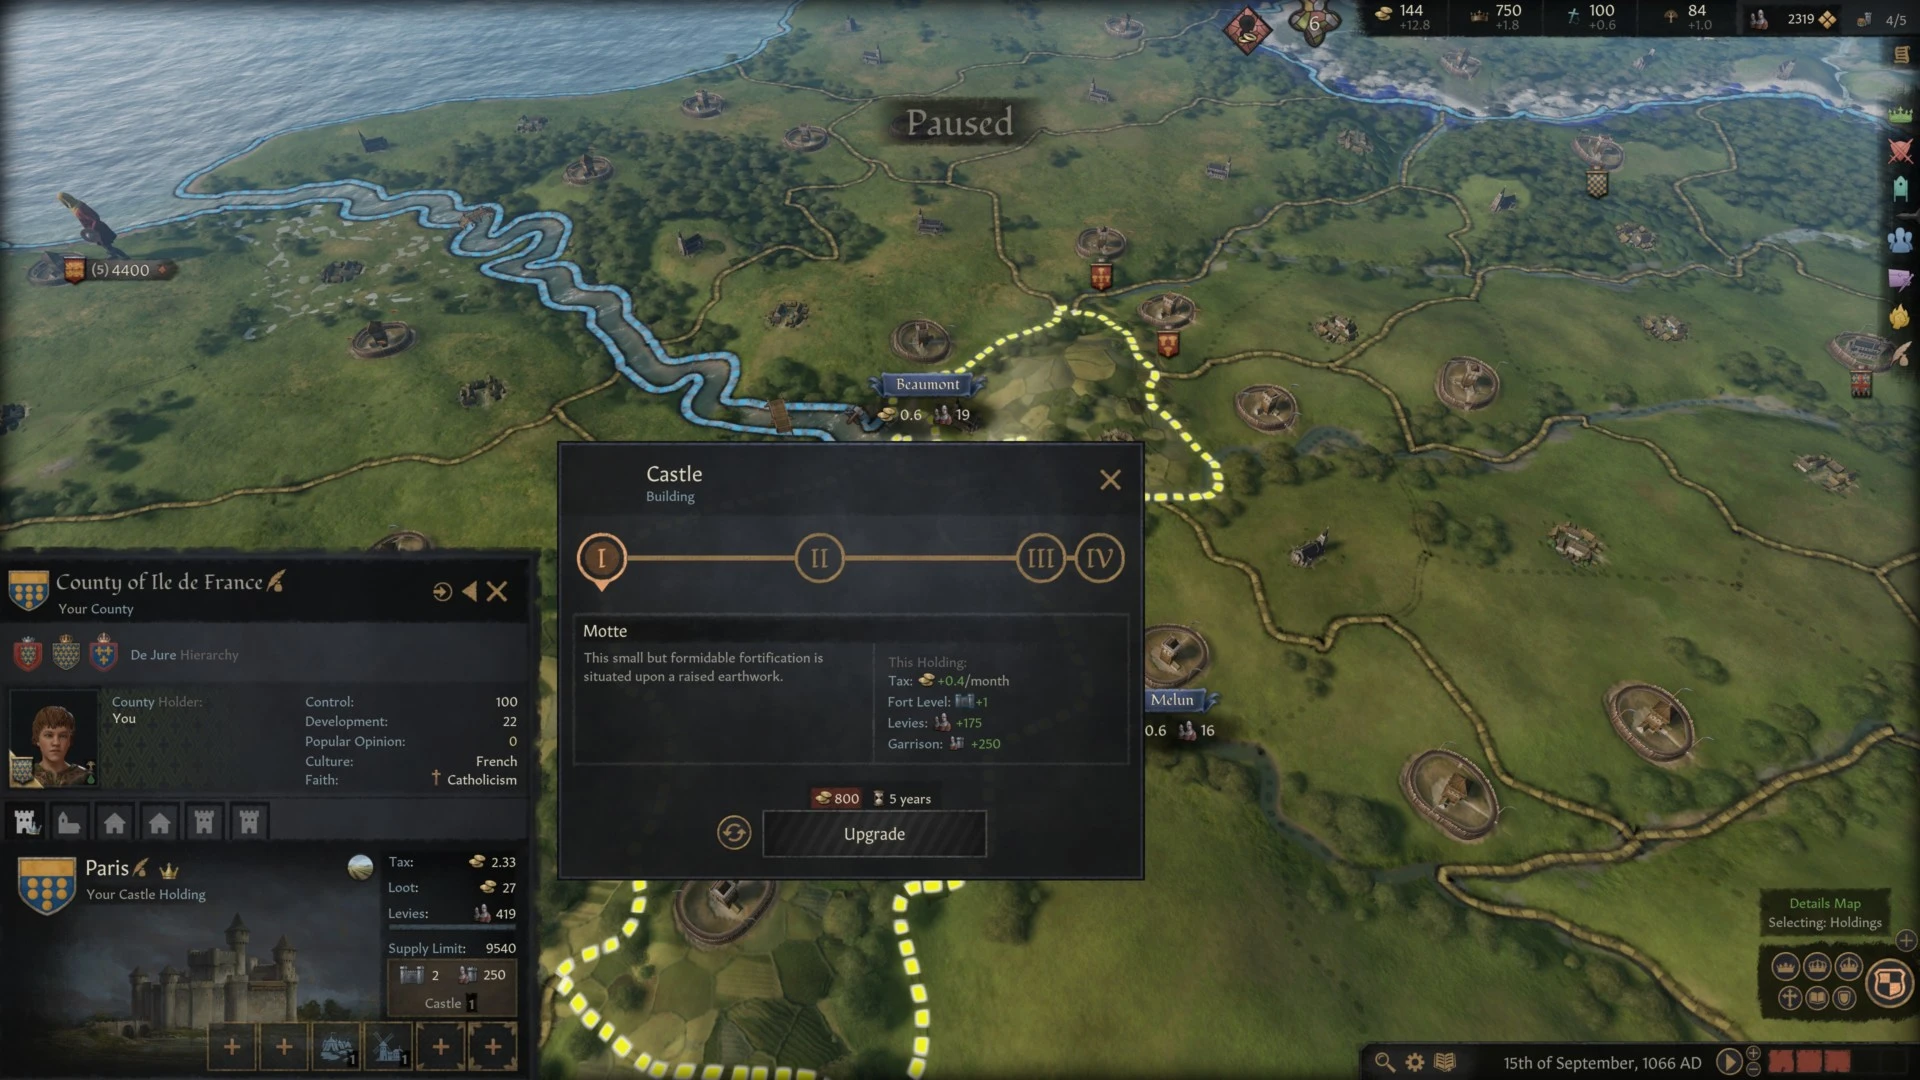 144
+12.8
750
+1.8
100
+0.6
84
+1.0
2319
4/5
6
Paused
(5) 4400
Beaumont
0.6 19
Castle
Building
I II III IV
Motte
This small but formidable fortification is
situated upon a raised earthwork.
This Holding:
Tax: +0.4/month
Fort Level: +1
Levies: +175
Garrison: +250
800 5 years
Upgrade
Melun
0.6 16
County of Ile de France
Your County
De Jure Hierarchy
County Holder:
You
Control: 100
Development: 22
Popular Opinion: 0
Culture: French
Faith: Catholicism
Paris
Your Castle Holding
Tax: 2.33
Loot: 27
Levies: 419
Supply Limit: 9540
2 250
Castle 1
1 1
Details Map
Selecting: Holdings
15th of September, 1066 AD